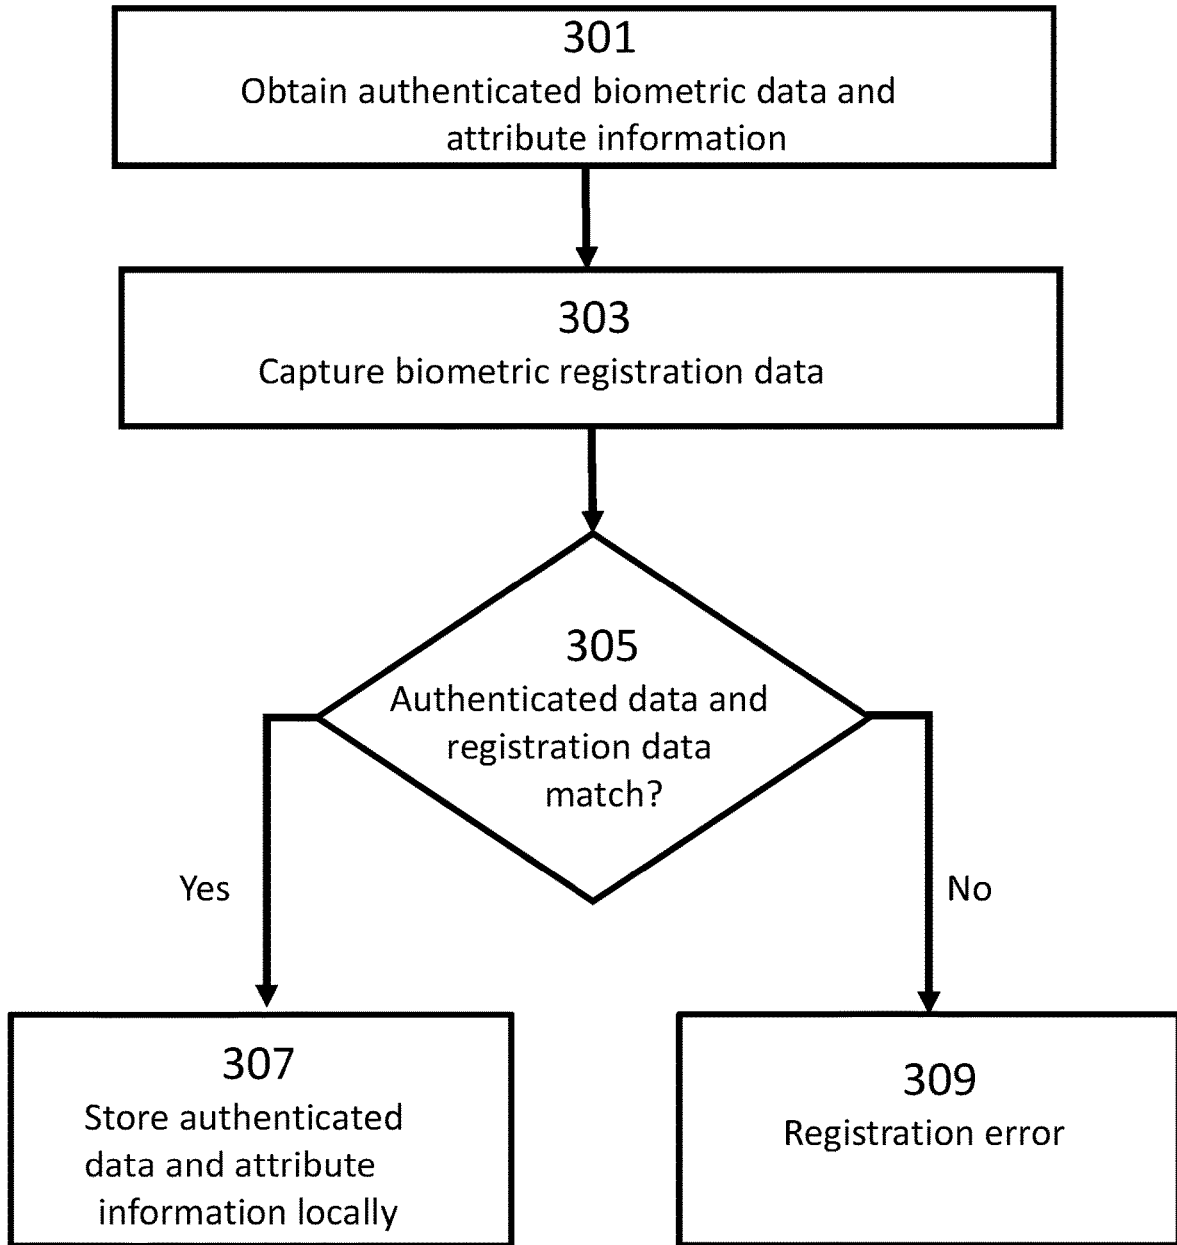 301
Obtain authenticated biometric data and
attribute information
303
Capture biometric registration data
305
Authenticated data and
registration data
match?
Yes
No
307
Store authenticated
data and attribute
information locally
309
Registration error